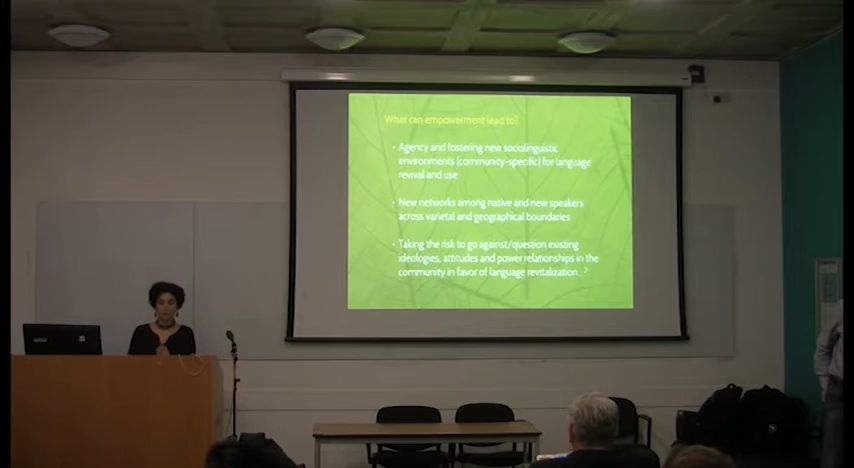 What can empowerment lead to?
• Agency and fostering new sociolinguistic
environments (community-specific) for language
revival and use
• New networks among native and new speakers
across varietal and geographical boundaries
• Taking the risk to go against/question existing
ideologies, attitudes and power relationships in the
community in favor of language revitalization...?